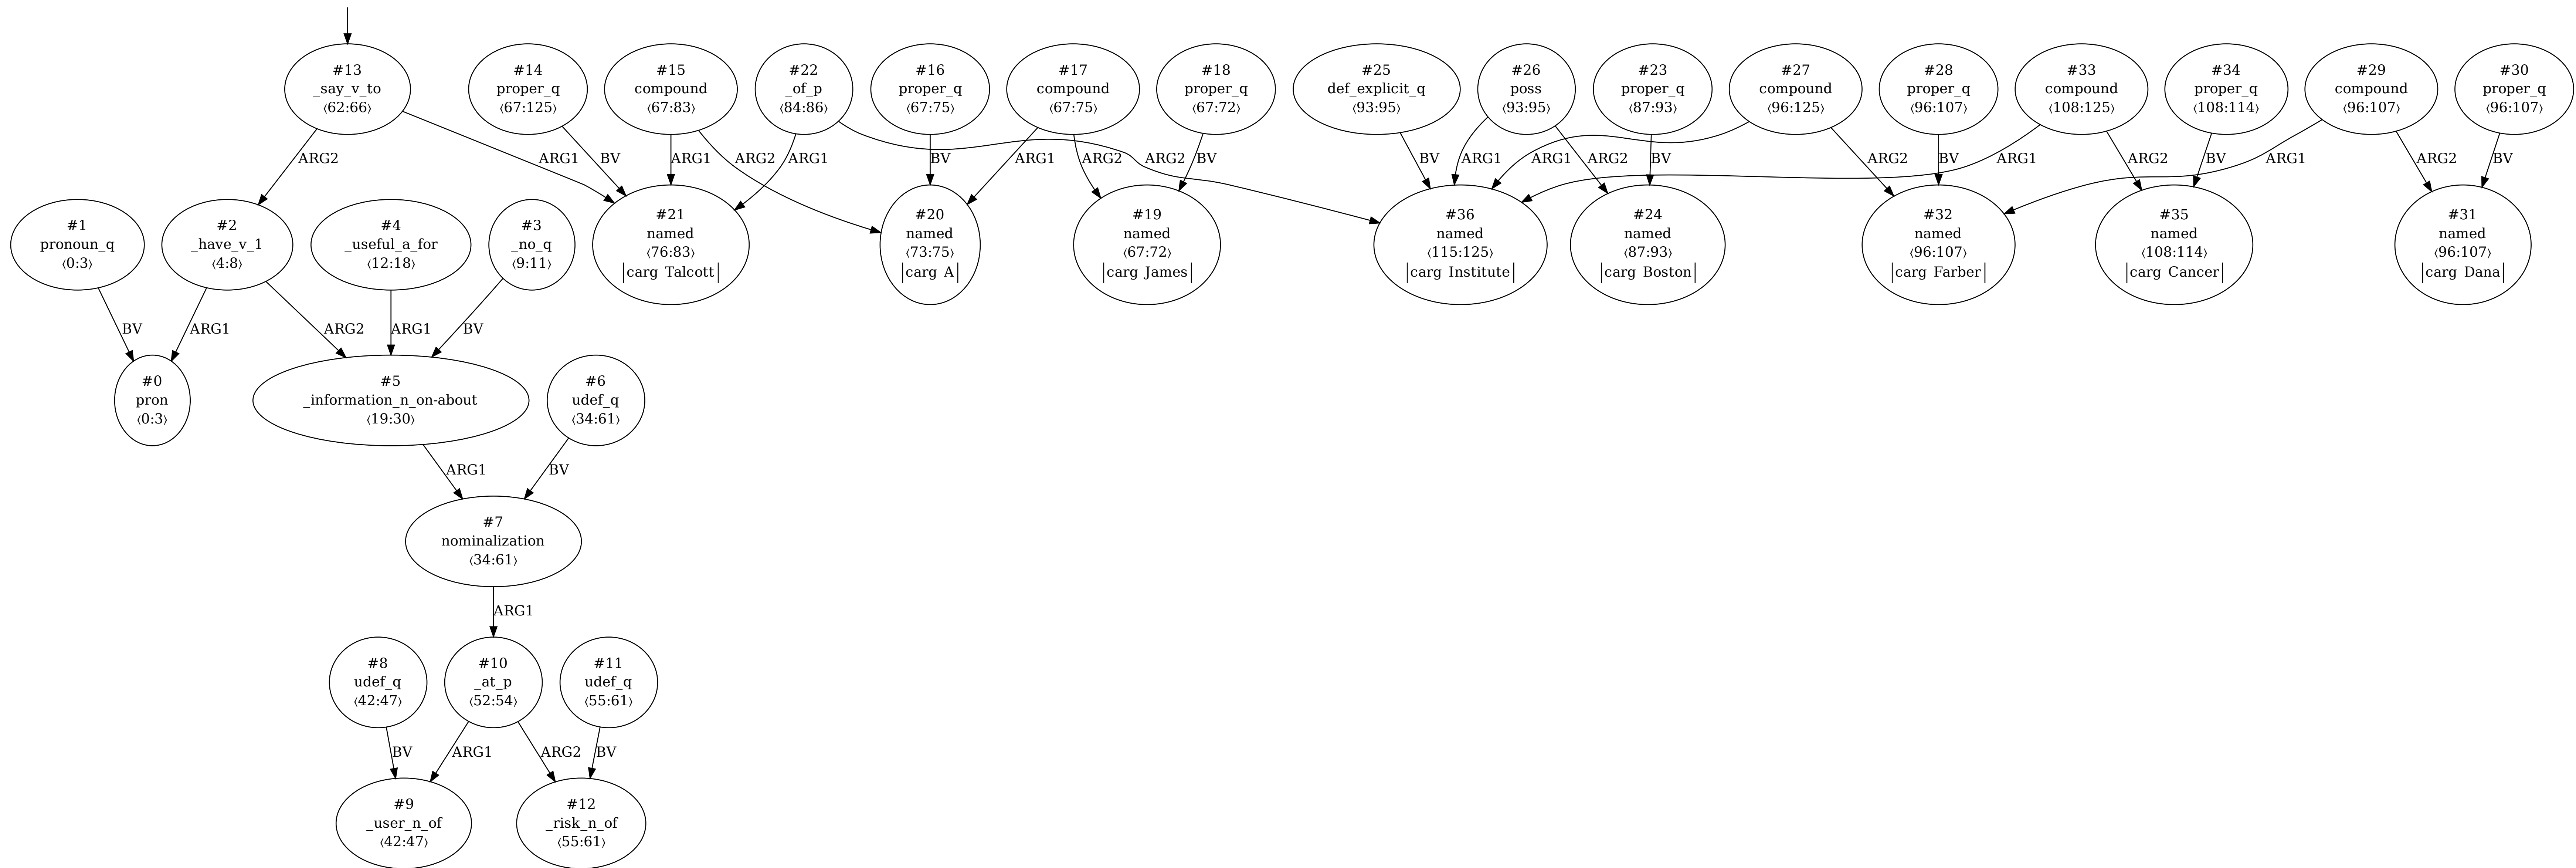 #13
_say_v_to
⟨62:66⟩
#14
proper_q
⟨67:125⟩
#15
compound
⟨67:83⟩
#22
_of_p
⟨84:86⟩
#16
proper_q
⟨67:75⟩
#17
compound
⟨67:75⟩
#18
proper_q
⟨67:72⟩
#25
def_explicit_q
⟨93:95⟩
#26
poss
⟨93:95⟩
#23
proper_q
⟨87:93⟩
#27
compound
⟨96:125⟩
#28
proper_q
⟨96:107⟩
#33
compound
⟨108:125⟩
#34
proper_q
⟨108:114⟩
#29
compound
⟨96:107⟩
#30
proper_q
⟨96:107⟩
ARG2
ARG1
BV
ARG1
ARG2
ARG1
BV
ARG1
ARG2
BV
ARG2
BV
ARG1
ARG2
BV
ARG1
ARG2
BV
ARG1
ARG2
BV
ARG1
ARG2
BV
#1
pronoun_q
⟨0:3⟩
#2
_have_v_1
⟨4:8⟩
#4
_useful_a_for
⟨12:18⟩
#3
_no_q
⟨9:11⟩
#21
named
⟨76:83⟩
carg Talcott
#20
named
⟨73:75⟩
carg A
#19
named
⟨67:72⟩
carg James
#36
named
⟨115:125⟩
carg Institute
#24
named
⟨87:93⟩
carg Boston
#32
named
⟨96:107⟩
carg Farber
#35
named
⟨108:114⟩
carg Cancer
#31
named
⟨96:107⟩
carg Dana
BV
ARG1
ARG2
ARG1
BV
#0
pron
⟨0:3⟩
#5
_information_n_on-about
⟨19:30⟩
#6
udef_q
⟨34:61⟩
ARG1
BV
#7
nominalization
⟨34:61⟩
ARG1
#8
udef_q
⟨42:47⟩
#10
_at_p
⟨52:54⟩
#11
udef_q
⟨55:61⟩
BV
ARG1
ARG2
BV
#9
_user_n_of
⟨42:47⟩
#12
_risk_n_of
⟨55:61⟩